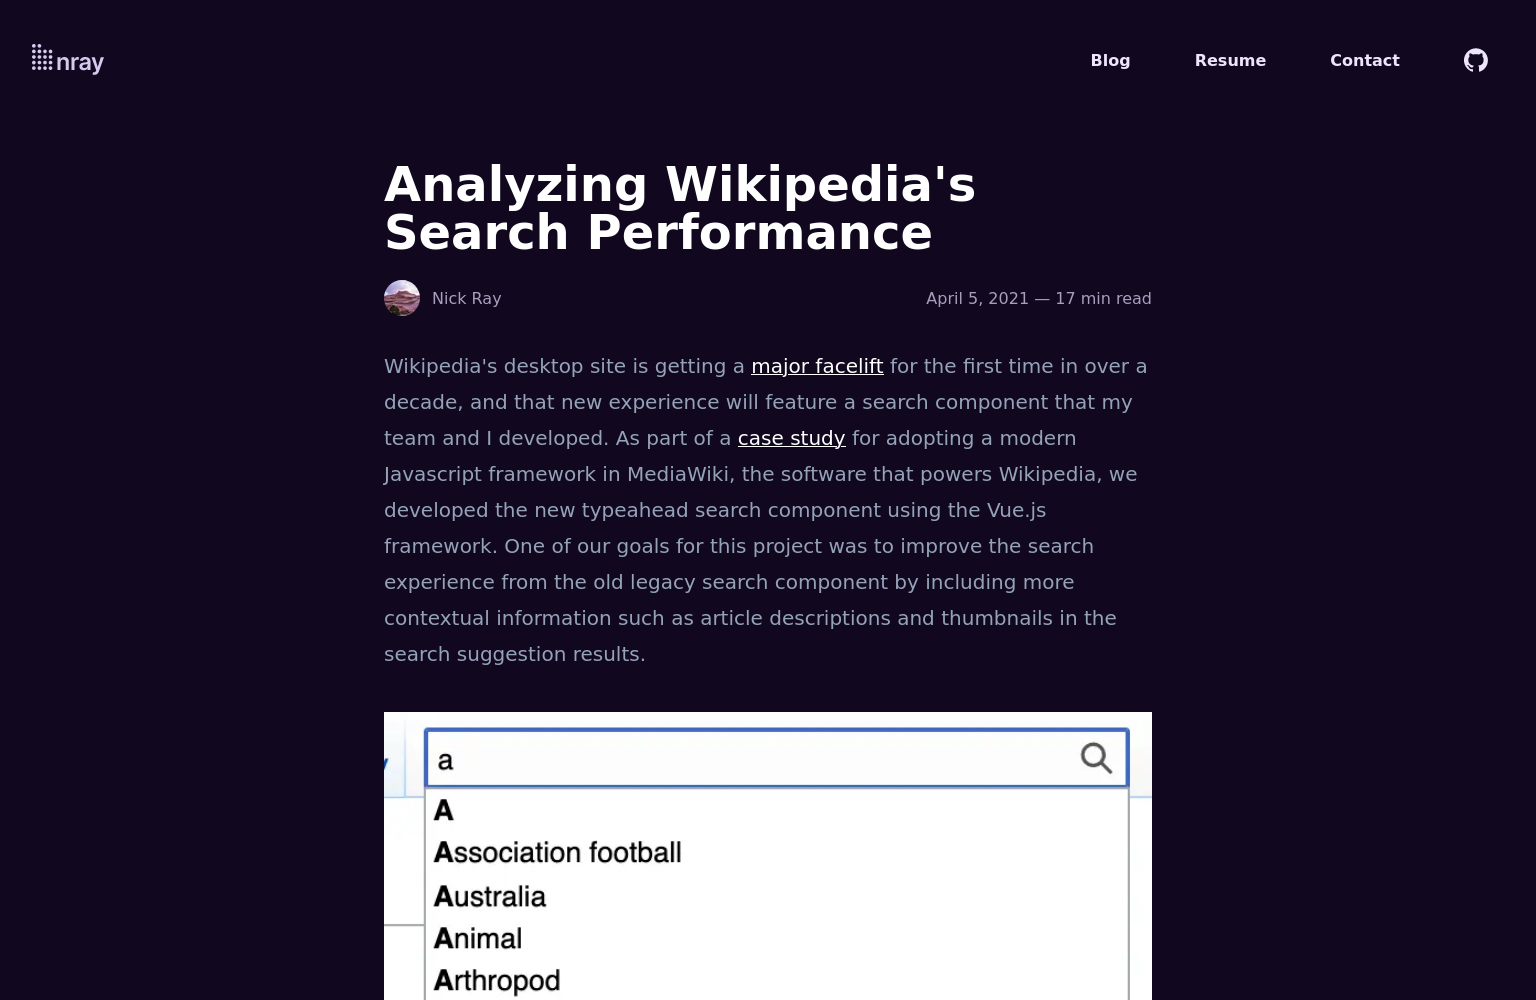 nray
Blog
Resume
Contact
Analyzing Wikipedia's
Search Performance
Nick Ray
April 5, 2021 — 17 min read
Wikipedia's desktop site is getting a major facelift for the first time in over a
decade, and that new experience will feature a search component that my
team and I developed. As part of a case study for adopting a modern
Javascript framework in MediaWiki, the software that powers Wikipedia, we
developed the new typeahead search component using the Vue.js
framework. One of our goals for this project was to improve the search
experience from the old legacy search component by including more
contextual information such as article descriptions and thumbnails in the
search suggestion results.
a
A
Association football
Australia
Animal
Arthropod